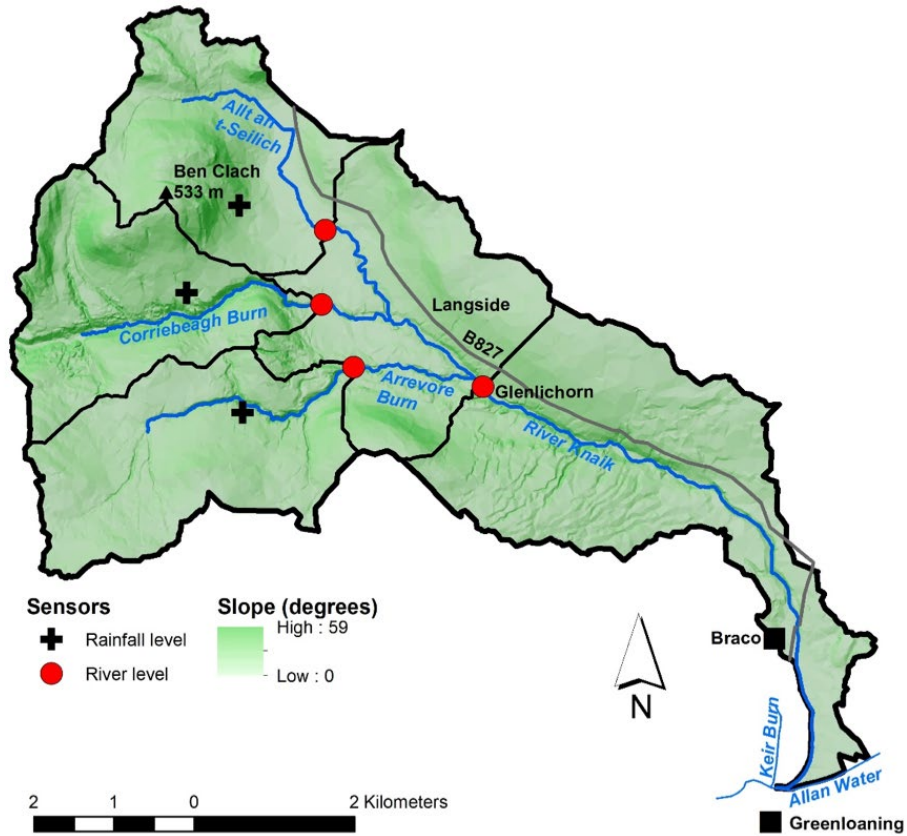 Allt an
t-Seilich
Ben Clach
533 m
Langside
B827
Corriebeagh Burn
Arrevore
Burn
Glenlichorn
River Knaik
Sensors
Rainfall level
River level
Slope (degrees)
High : 59
Low : 0
Braco
N
Keir Burn
Allan Water
Greenloaning
2 1 0 2 Kilometers